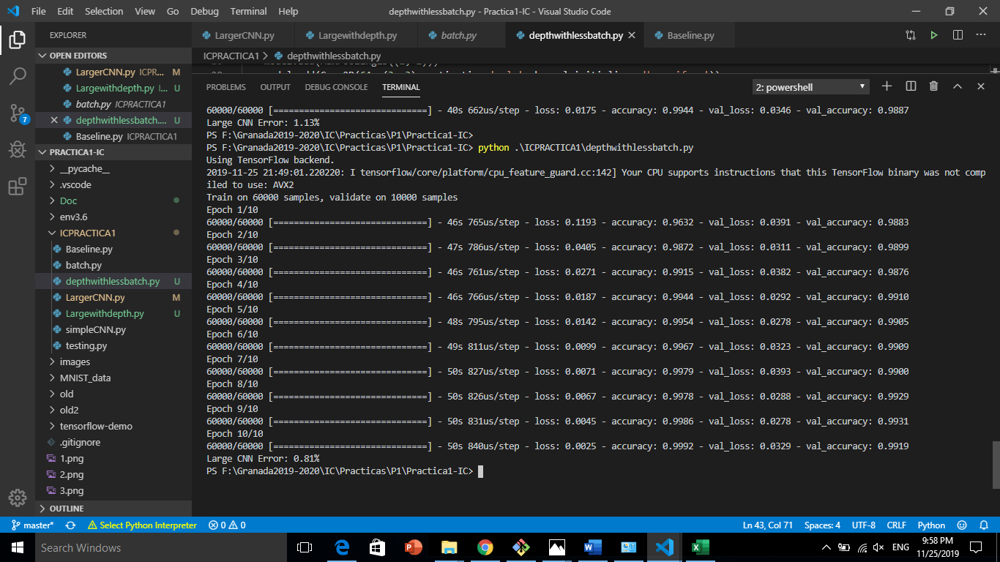 File Edit Selection View Go Debug Terminal Help
depthwithlessbatch.py - Practica1-IC - Visual Studio Code
EXPLORER
OPEN EDITORS
LargerCNN.py ICPR... M
Largewithdepth.py I... U
batch.py ICPRACTICA1
depthwithlessbatch.... U
Baseline.py ICPRACTICA1
PRACTICA1-IC
__pycache__
.vscode
Doc
env3.6
ICPRACTICA1
Baseline.py
batch.py
depthwithlessbatch.py U
LargerCNN.py M
Largewithdepth.py U
simpleCNN.py
testing.py
images
MNIST_data
old
old2
tensorflow-demo
.gitignore
1.png
2.png
3.png
OUTLINE
7
LargerCNN.py Largewithdepth.py batch.py depthwithlessbatch.py Baseline.py
ICPRACTICA1 > depthwithlessbatch.py
PROBLEMS OUTPUT DEBUG CONSOLE TERMINAL
2: powershell
60000/60000 [==============================] - 40s 662us/step - loss: 0.0175 - accuracy: 0.9944 - val_loss: 0.0346 - val_accuracy: 0.9887
Large CNN Error: 1.13%
PS F:\Granada2019-2020\IC\Practicas\P1\Practica1-IC>
PS F:\Granada2019-2020\IC\Practicas\P1\Practica1-IC> python .\ICPRACTICA1\depthwithlessbatch.py
Using TensorFlow backend.
2019-11-25 21:49:01.220220: I tensorflow/core/platform/cpu_feature_guard.cc:142] Your CPU supports instructions that this TensorFlow binary was not comp
iled to use: AVX2
Train on 60000 samples, validate on 10000 samples
Epoch 1/10
60000/60000 [==============================] - 46s 765us/step - loss: 0.1193 - accuracy: 0.9632 - val_loss: 0.0391 - val_accuracy: 0.9883
Epoch 2/10
60000/60000 [==============================] - 47s 786us/step - loss: 0.0405 - accuracy: 0.9872 - val_loss: 0.0311 - val_accuracy: 0.9899
Epoch 3/10
60000/60000 [==============================] - 46s 761us/step - loss: 0.0271 - accuracy: 0.9915 - val_loss: 0.0382 - val_accuracy: 0.9876
Epoch 4/10
60000/60000 [==============================] - 46s 766us/step - loss: 0.0187 - accuracy: 0.9944 - val_loss: 0.0292 - val_accuracy: 0.9910
Epoch 5/10
60000/60000 [==============================] - 48s 795us/step - loss: 0.0142 - accuracy: 0.9954 - val_loss: 0.0278 - val_accuracy: 0.9905
Epoch 6/10
60000/60000 [==============================] - 49s 811us/step - loss: 0.0099 - accuracy: 0.9967 - val_loss: 0.0323 - val_accuracy: 0.9909
Epoch 7/10
60000/60000 [==============================] - 50s 827us/step - loss: 0.0071 - accuracy: 0.9979 - val_loss: 0.0393 - val_accuracy: 0.9900
Epoch 8/10
60000/60000 [==============================] - 50s 826us/step - loss: 0.0067 - accuracy: 0.9978 - val_loss: 0.0288 - val_accuracy: 0.9929
Epoch 9/10
60000/60000 [==============================] - 50s 831us/step - loss: 0.0045 - accuracy: 0.9986 - val_loss: 0.0278 - val_accuracy: 0.9931
Epoch 10/10
60000/60000 [==============================] - 50s 840us/step - loss: 0.0025 - accuracy: 0.9992 - val_loss: 0.0329 - val_accuracy: 0.9919
Large CNN Error: 0.81%
PS F:\Granada2019-2020\IC\Practicas\P1\Practica1-IC>
master* Select Python Interpreter 0 0 Ln 43, Col 71 Spaces: 4 UTF-8 CRLF Python
Search Windows
ENG
9:58 PM
11/25/2019